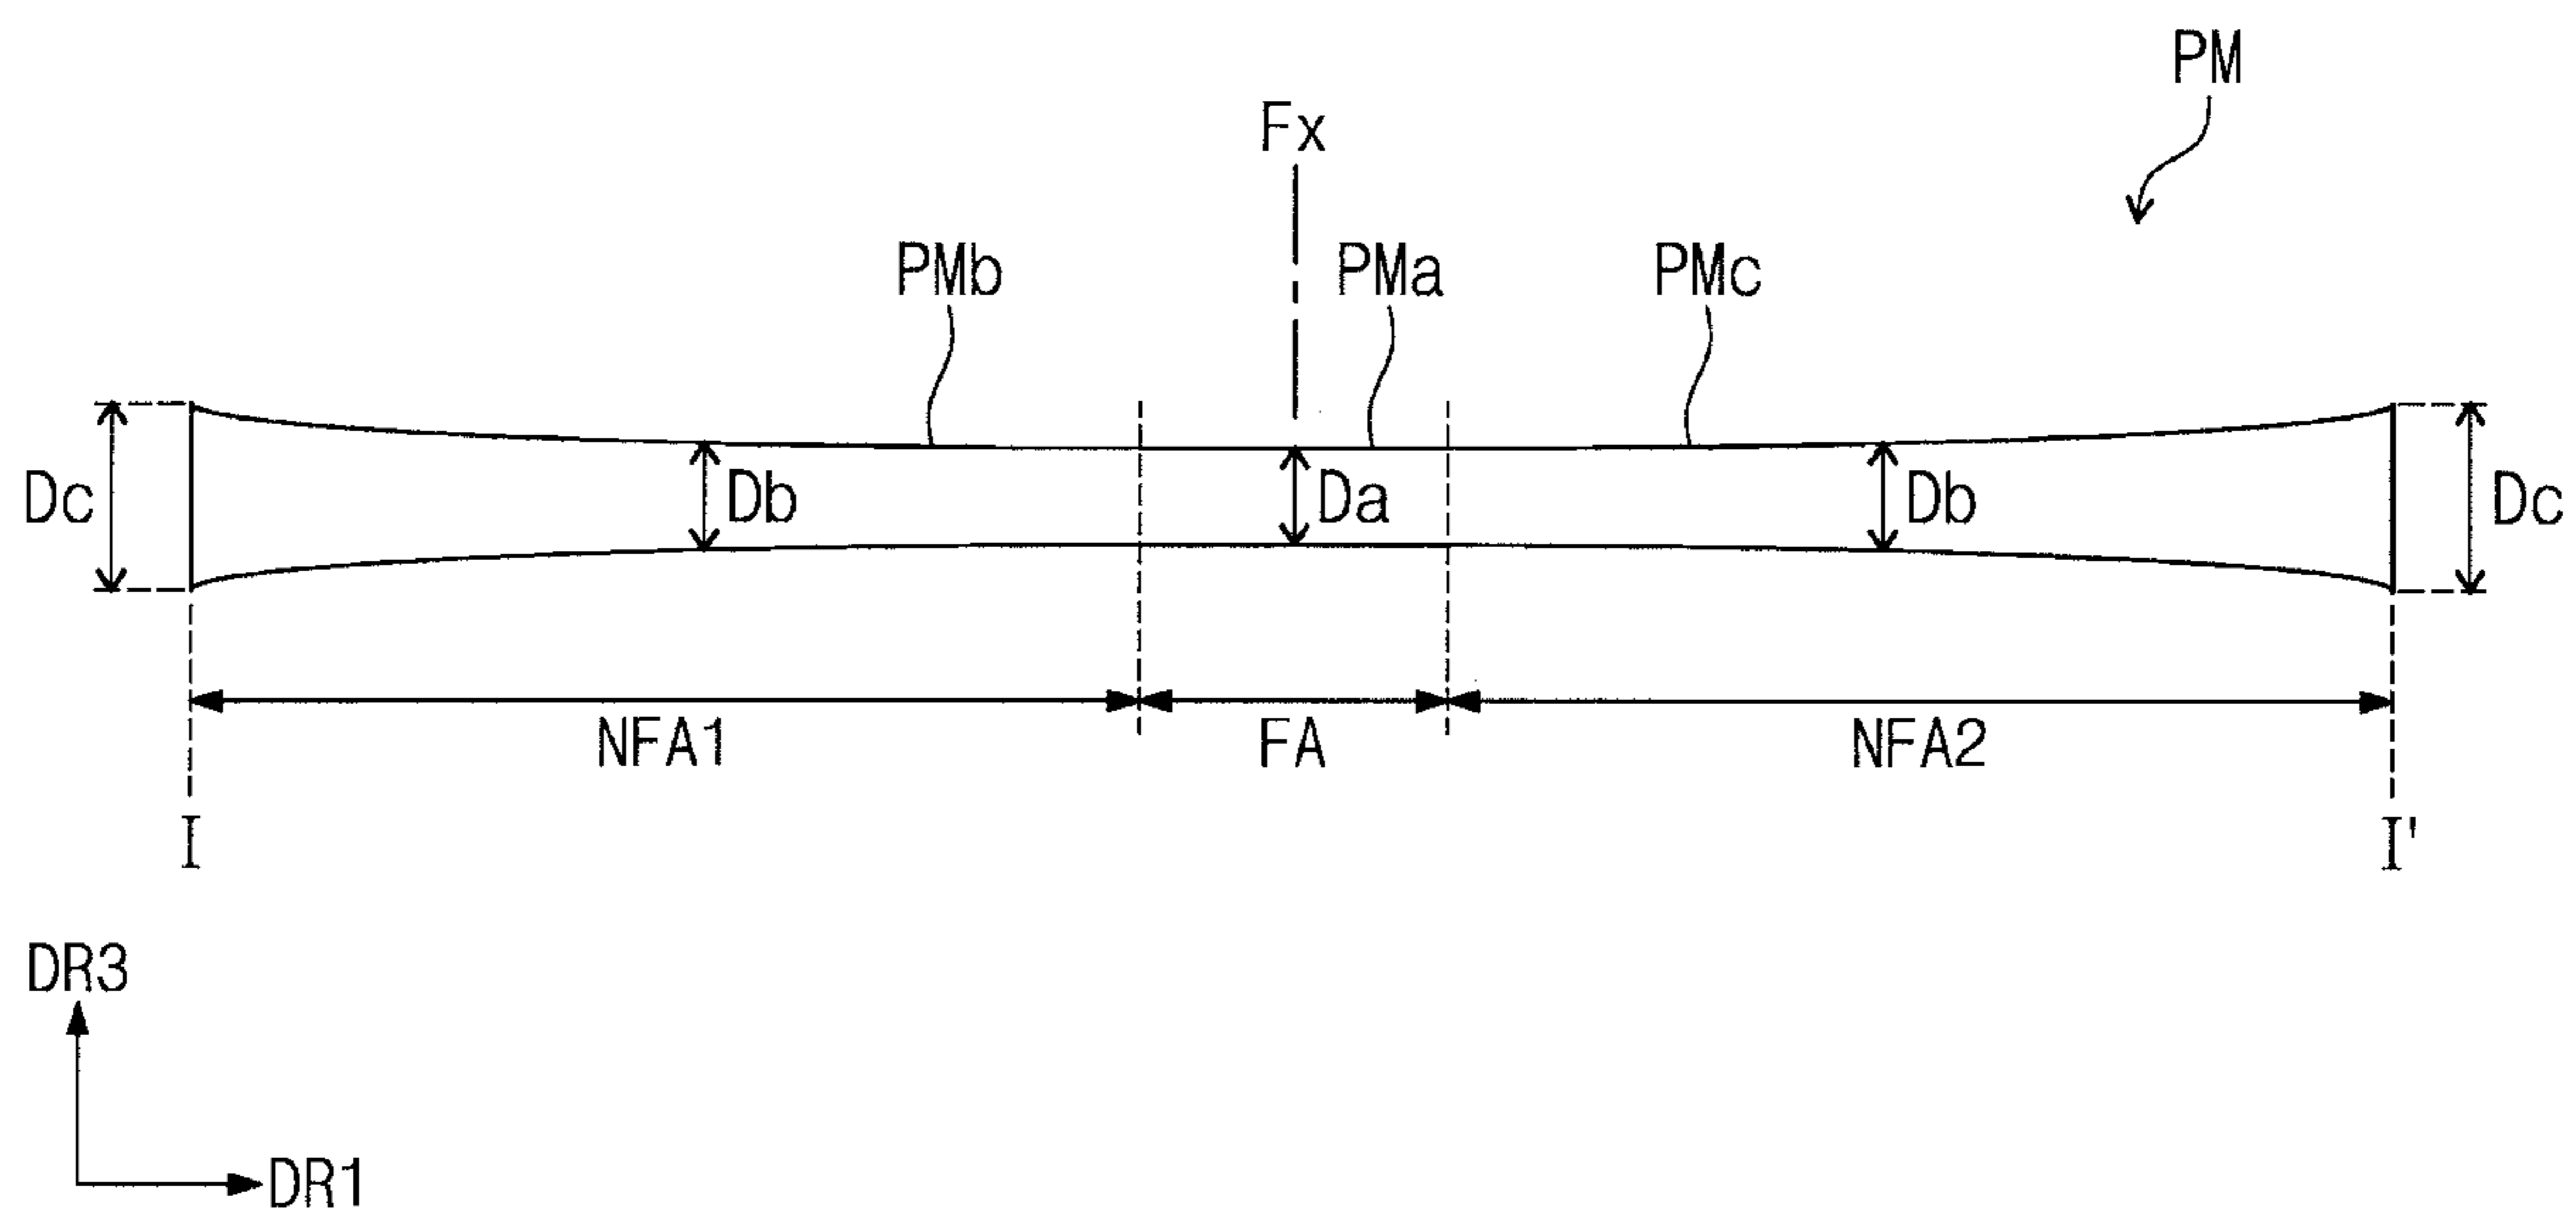 PM
Fx
PMb PMa PMc
Dc Db Da Db Dc
NFA1 FA NFA2
I I'
DR3
DR1